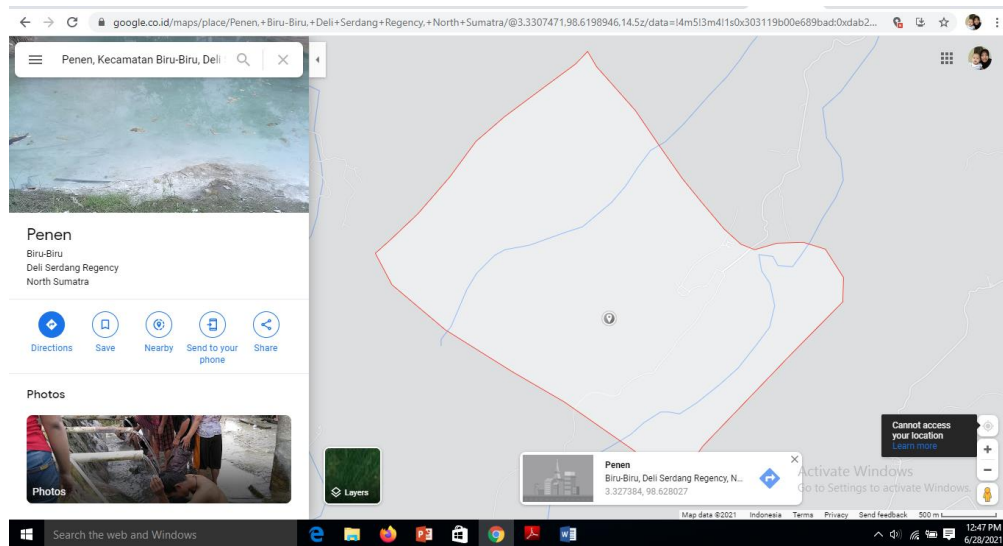 google.co.id/maps/place/Penen,+Biru-Biru.+Deli+Serdang+Regency,+North+Sumatra/@3.3307471,98.6198946,14.5z/data=!4m5!3m4!1s0x303119b00e689bad:0xdab2...
Penen, Kecamatan Biru-Biru, Deli
Penen
Biru-Biru
Deli Serdang Regency
North Sumatra
Directions
Save
Nearby
Send to your
phone
Share
Photos
Photos
Layers
Penen
Biru-Biru, Deli Serdang Regency, N...
3.327384, 98.628027
Cannot access
your location
Learn more
Activate Windows
Go to Settings to activate Windows.
Map data ©2021 Indonesia Terms Privacy Send feedback 500 m
Search the web and Windows
12:47 PM
6/28/2021